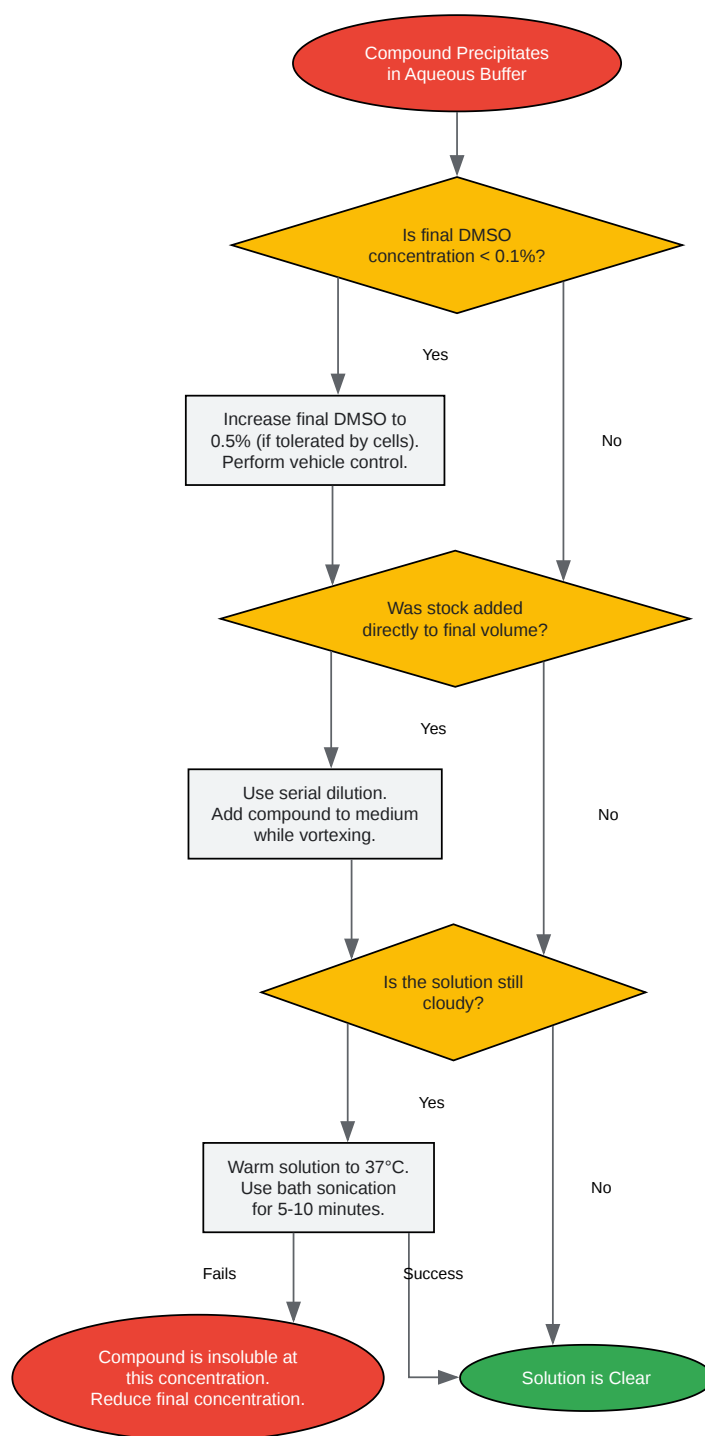 Compound Precipitates
in Aqueous Buffer
Is final DMSO
concentration < 0.1%?
Yes
Increase final DMSO to
0.5% (if tolerated by cells).
Perform vehicle control.
No
Was stock added
directly to final volume?
Yes
Use serial dilution.
Add compound to medium
while vortexing.
No
Is the solution still
cloudy?
Yes
Warm solution to 37°C.
Use bath sonication
for 5-10 minutes.
No
Fails
Success
Compound is insoluble at
this concentration.
Reduce final concentration.
Solution is Clear